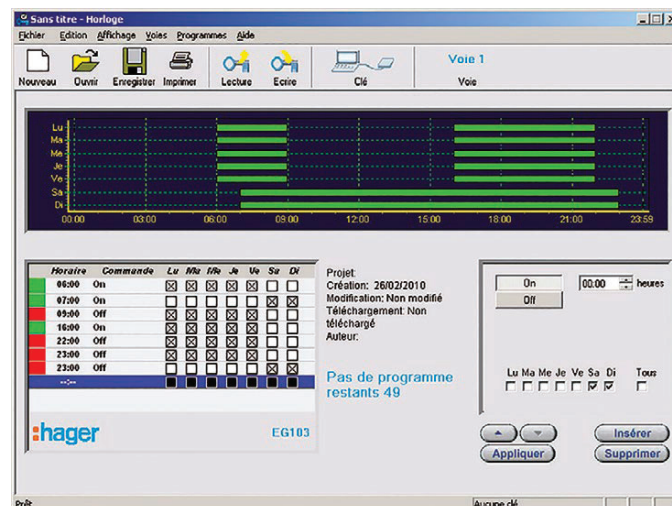 Sans titre - Horloge
Fichier Edition Affichage Voies Programmes Aide
Nouveau Ouvrir Enregistrer Imprimer Lecture Ecrire Clé Voie 1 Voie
Lu
Ma
Me
Je
Ve
Sa
Di
00:00 03:00 06:00 09:00 12:00 15:00 18:00 21:00 23:59
Horaire Commande Lu Ma Me Je Ve Sa Di
06:00 On
07:00 On
09:00 Off
16:00 On
22:00 Off
23:00 Off
23:00 Off
--:--
:hager EG103
Projet:
Création: 26/02/2010
Modification: Non modifié
Téléchargement: Non
téléchargé
Auteur:
Pas de programme
restants 49
On 00:00 heures
Off
Lu Ma Me Je Ve Sa Di Tous
Insérer
Appliquer Supprimer
Prêt Aucune clé